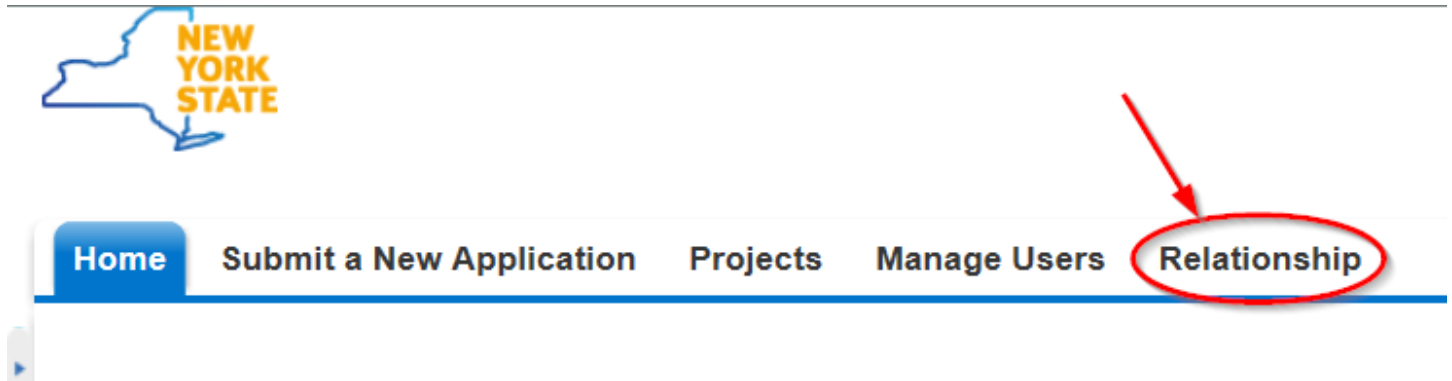 NEW
YORK
STATE
Home Submit a New Application Projects Manage Users Relationship